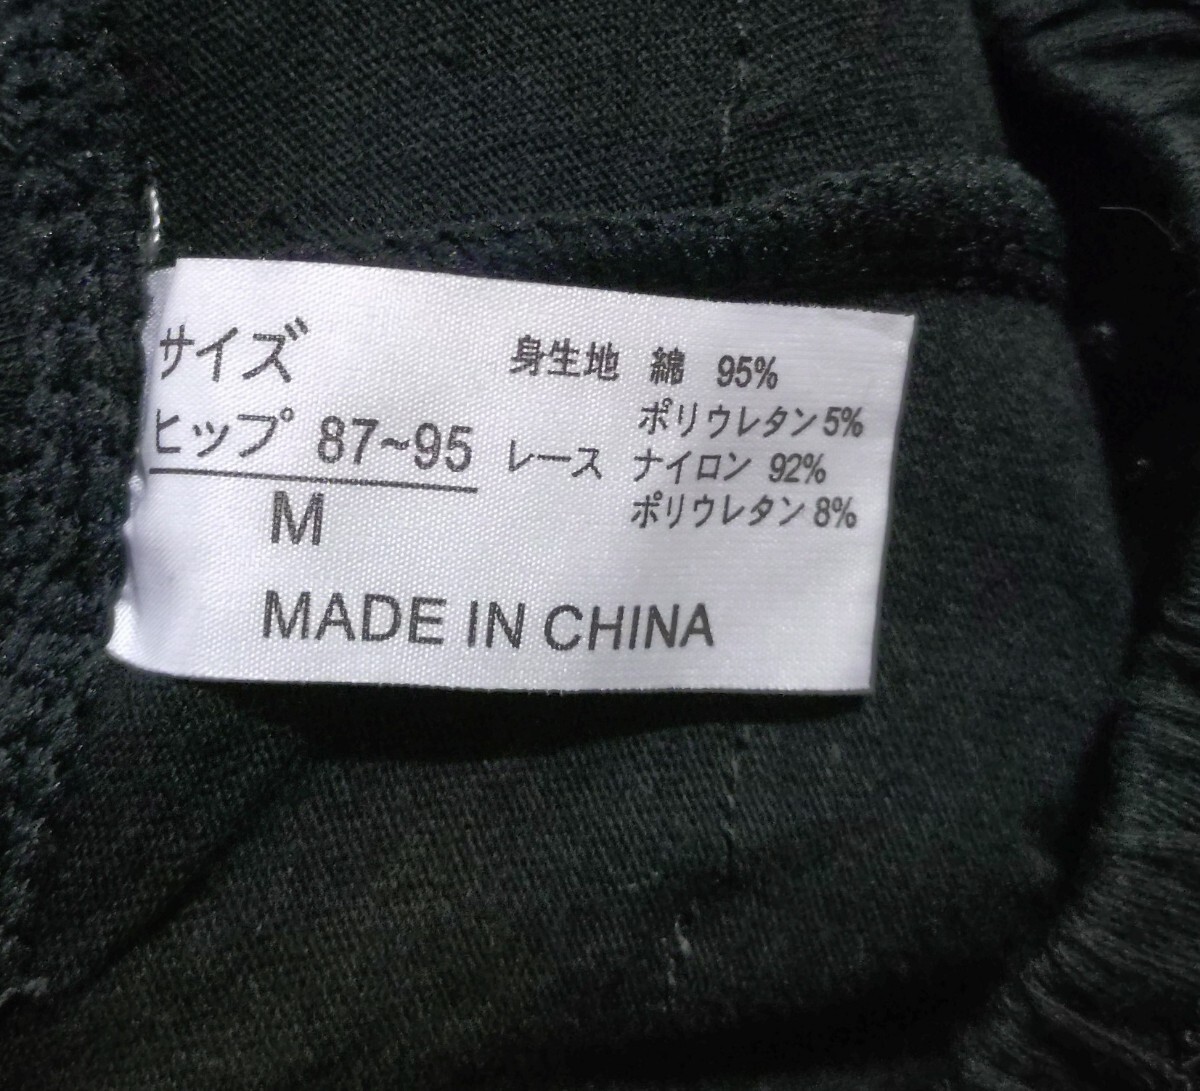 サイズ
ヒップ 87~95
M
身生地 綿 95%
ポリウレタン 5%
レース ナイロン 92%
ポリウレタン 8%
MADE IN CHINA